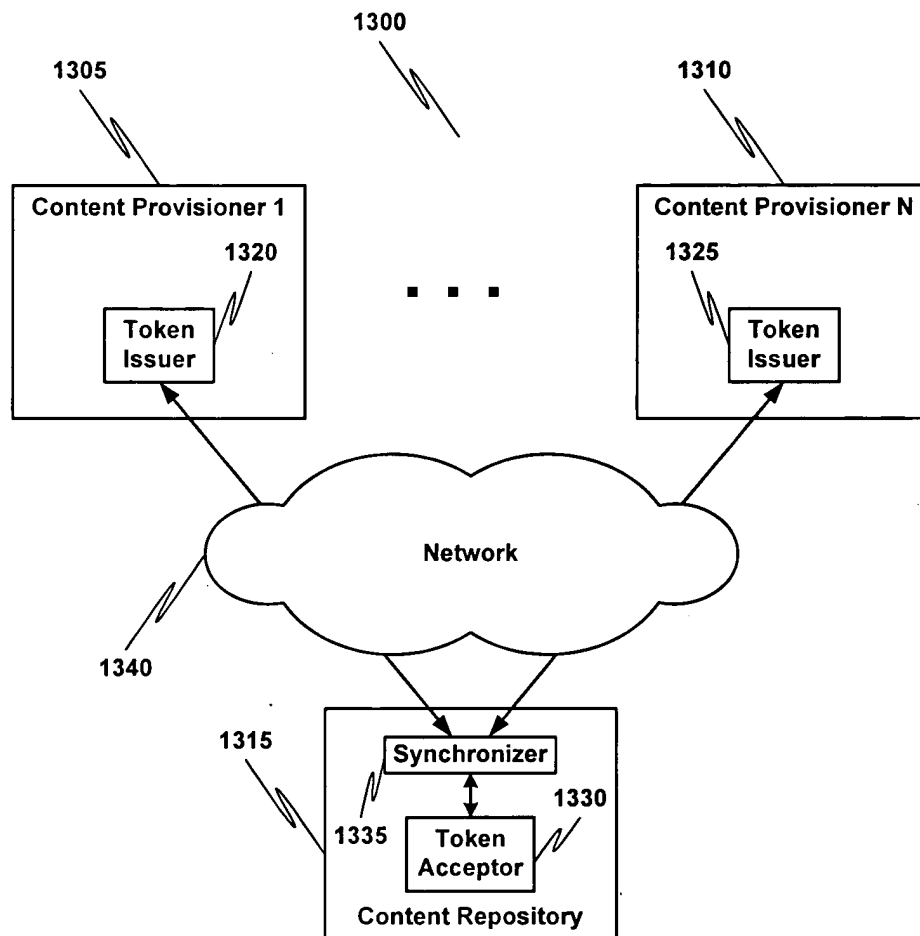 1300
1305
1310
Content Provisioner 1
Content Provisioner N
1320
1325
Token
Issuer
Token
Issuer
Network
1340
1315
Synchronizer
1335
1330
Token
Acceptor
Content Repository